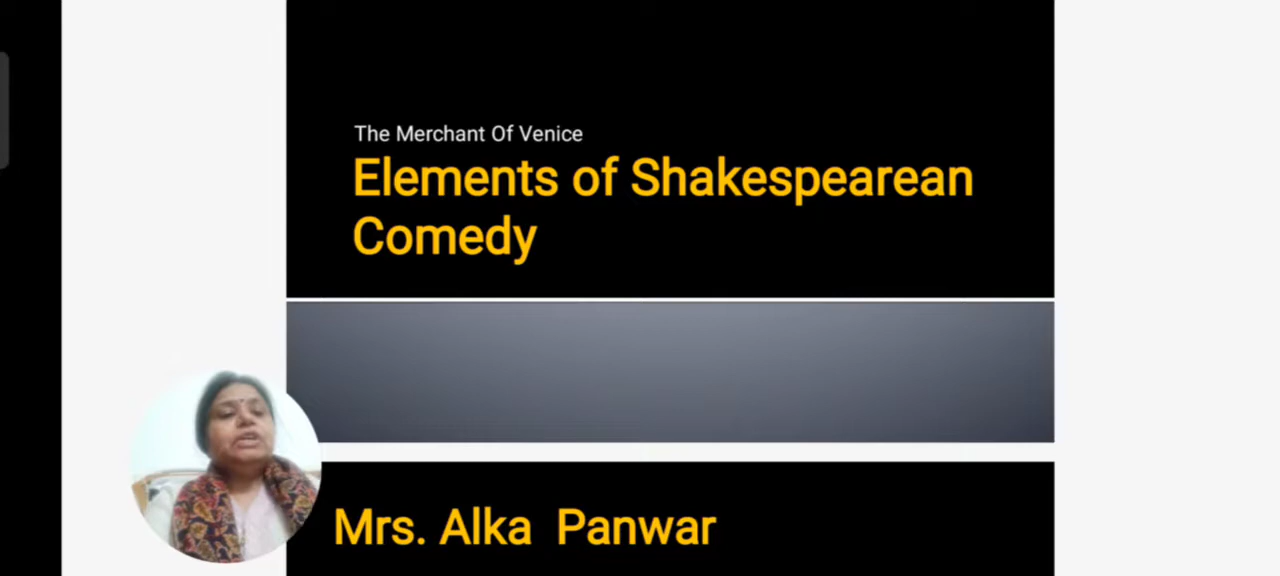 The Merchant Of Venice
Elements of Shakespearean
Comedy
Mrs. Alka Panwar